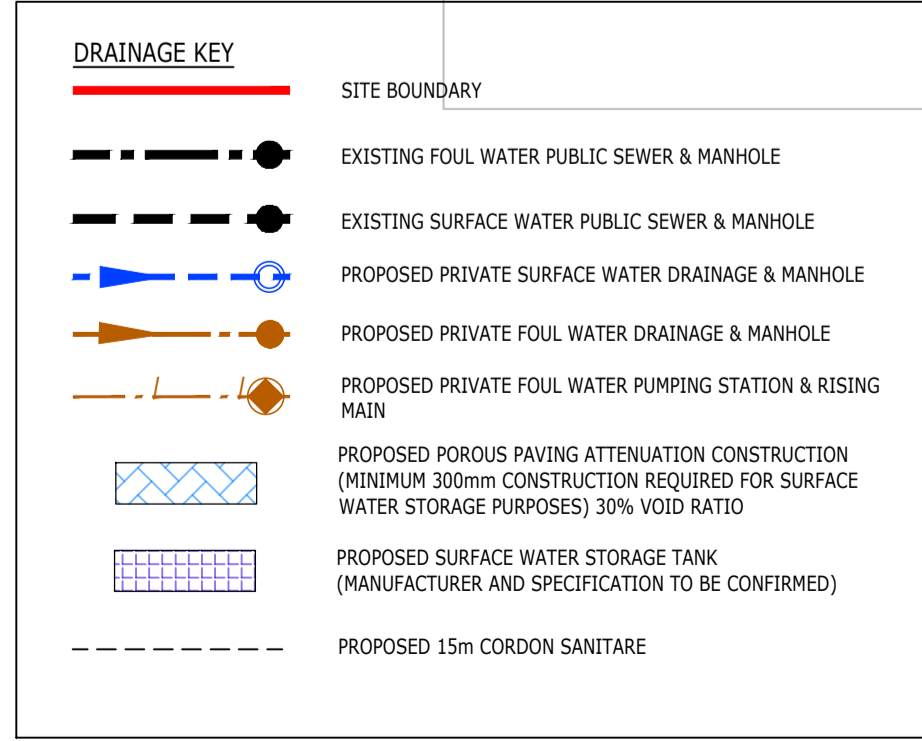 DRAINAGE KEY
SITE BOUNDARY
EXISTING FOUL WATER PUBLIC SEWER & MANHOLE
EXISTING SURFACE WATER PUBLIC SEWER & MANHOLE
PROPOSED PRIVATE SURFACE WATER DRAINAGE & MANHOLE
PROPOSED PRIVATE FOUL WATER DRAINAGE & MANHOLE
PROPOSED PRIVATE FOUL WATER PUMPING STATION & RISING
MAIN
PROPOSED POROUS PAVING ATTENUATION CONSTRUCTION
(MINIMUM 300mm CONSTRUCTION REQUIRED FOR SURFACE
WATER STORAGE PURPOSES) 30% VOID RATIO
PROPOSED SURFACE WATER STORAGE TANK
(MANUFACTURER AND SPECIFICATION TO BE CONFIRMED)
PROPOSED 15m CORDON SANITARE